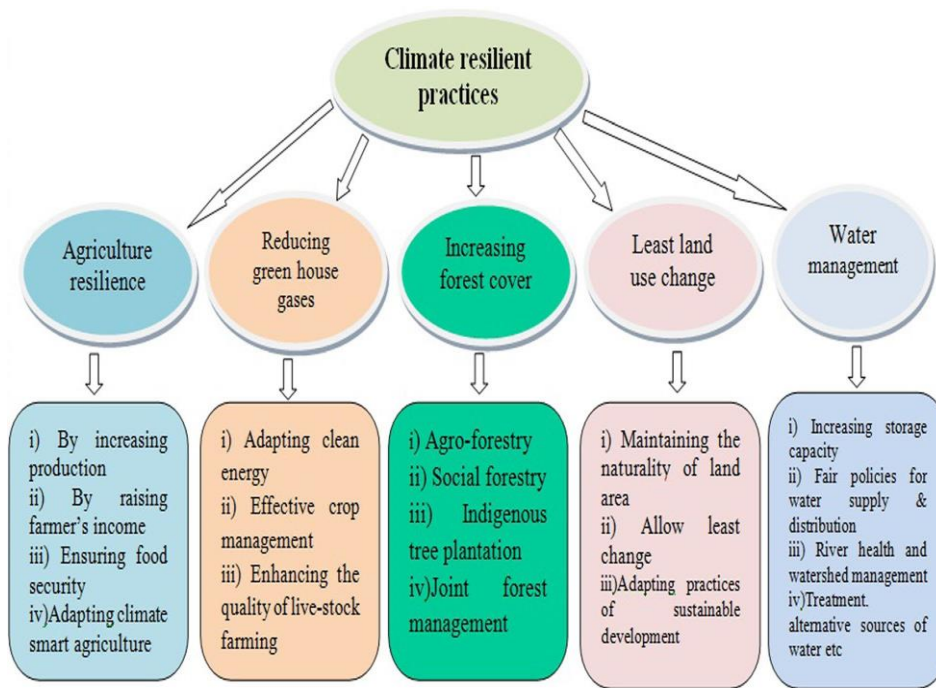 Climate resilient
practices
Agriculture
resilience
Reducing
green house
gases
Increasing
forest cover
Least land
use change
Water
management
i) By increasing
production
ii) By raising
farmer's income
iii) Ensuring food
security
iv)Adapting climate
smart agriculture
i) Adapting clean
energy
ii) Effective crop
management
iii) Enhancing the
quality of live-stock
farming
i) Agro-forestry
ii) Social forestry
iii) Indigenous
tree plantation
iv)Joint forest
management
i) Maintaining the
naturality of land
area
ii) Allow least
change
iii)Adapting practices
of sustainable
development
i) Increasing storage
capacity
ii) Fair policies for
water supply &
distribution
iii) River health and
watershed management
iv)Treatment.
alternative sources of
water etc